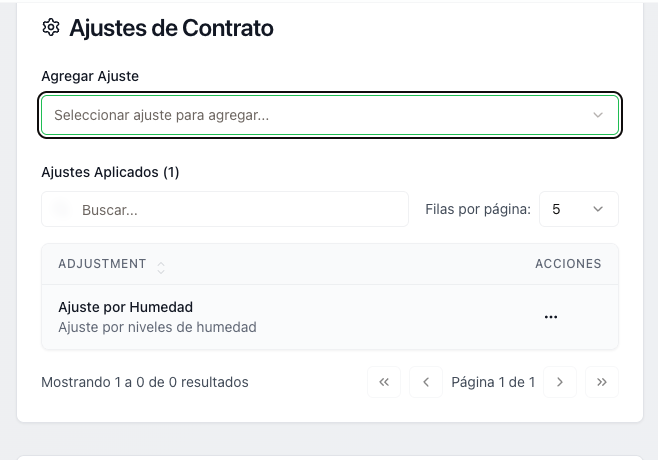 Ajustes de Contrato
Agregar Ajuste
Seleccionar ajuste para agregar...
Ajustes Aplicados (1)
Buscar...
Filas por página:
5
ADJUSTMENT
ACCIONES
Ajuste por Humedad
Ajuste por niveles de humedad
Mostrando 1 a 0 de 0 resultados
Página 1 de 1